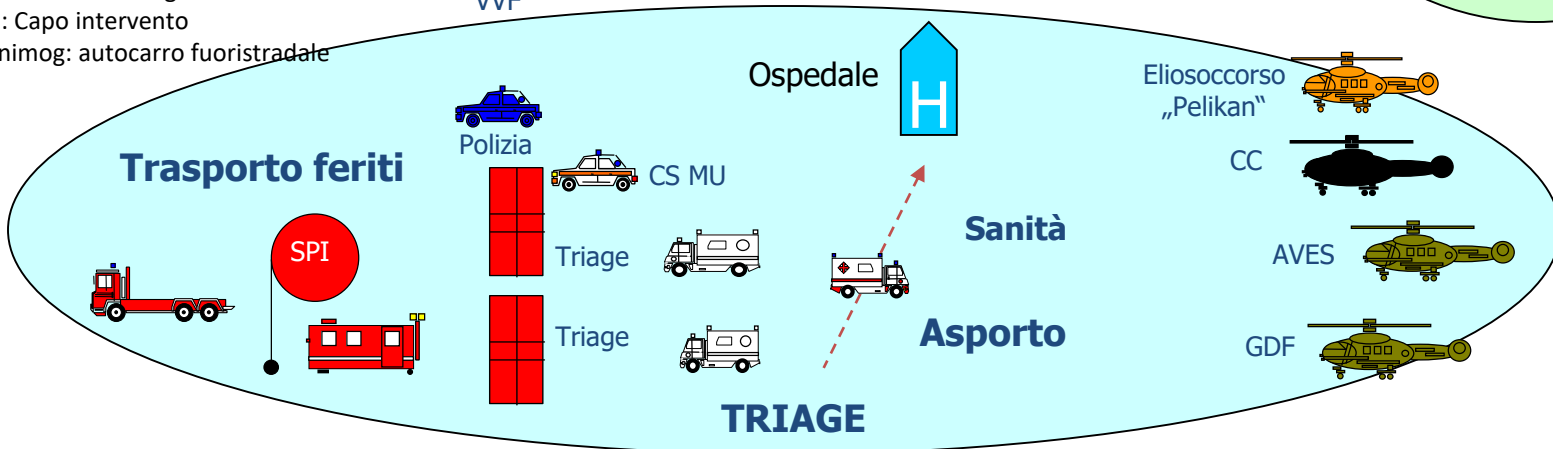 : Capo intervento
nimog: autocarro fuoristradale
Ospedale
H
Eliosoccorso
„Pelikan“
Polizia
Trasporto feriti
CS MU
CC
SPI
Sanità
Triage
AVES
Triage
Asporto
GDF
TRIAGE